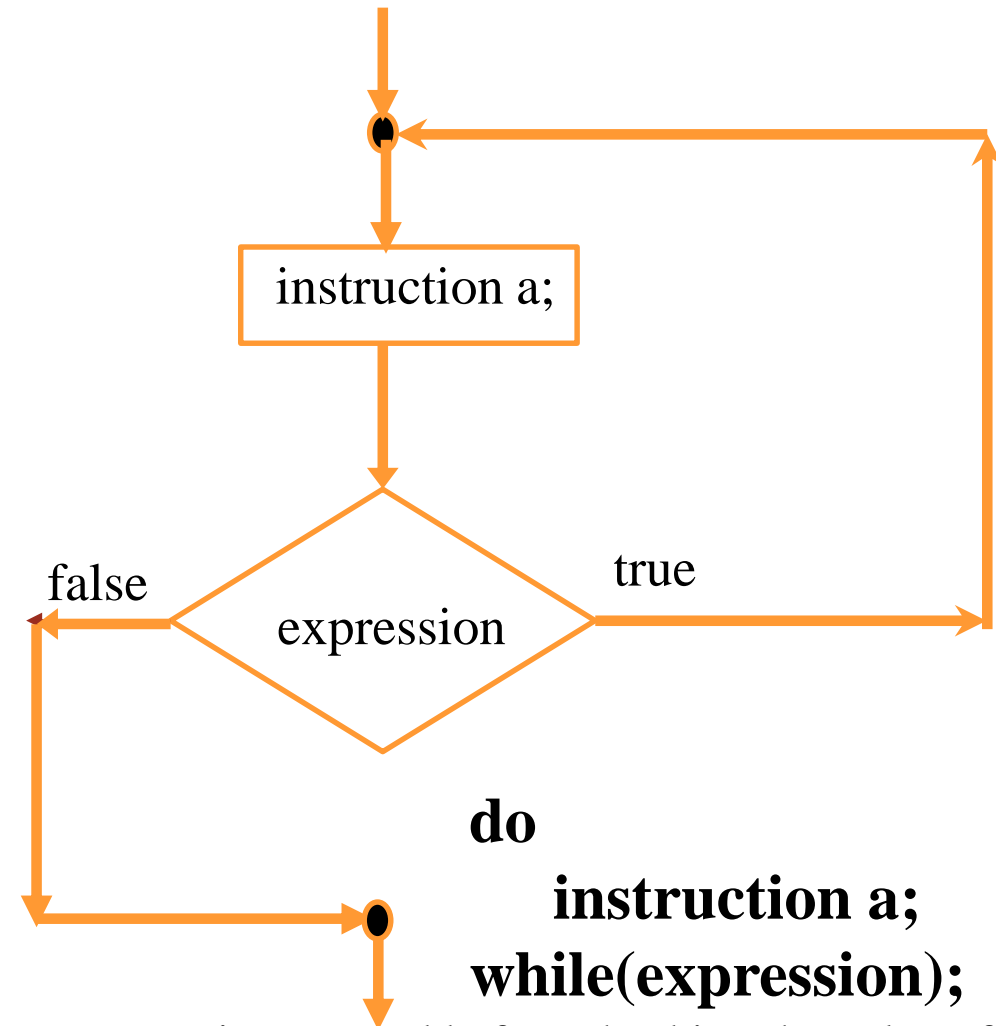 instruction a;
false
true
expression
do
instruction a;
while(expression);